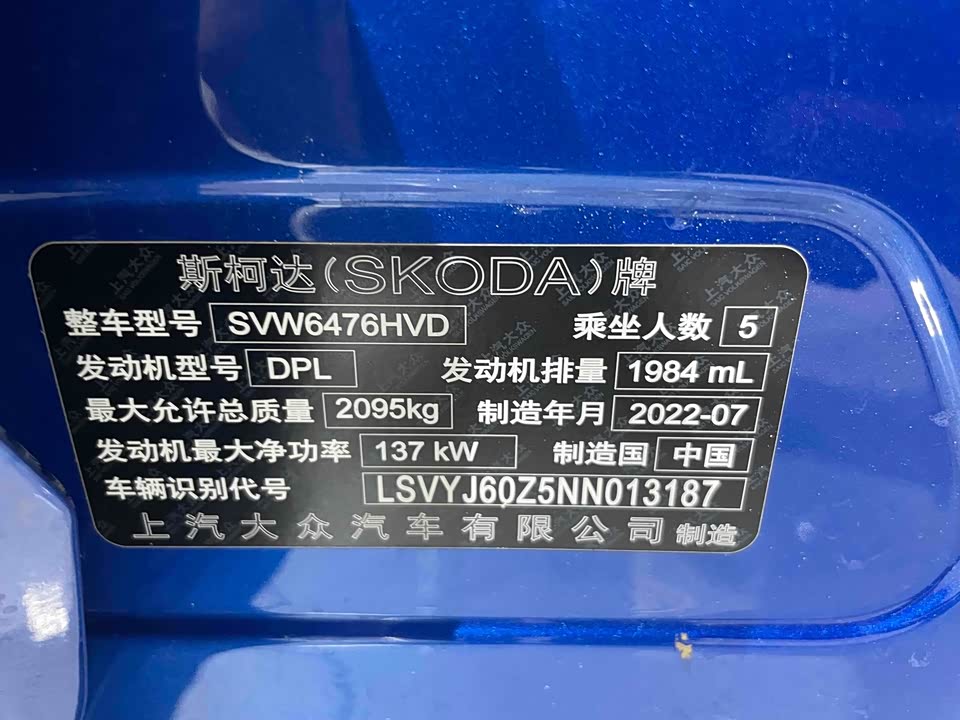 斯柯达(SKODA)牌
整车型号 SVW6476HVD 乘坐人数 5
发动机型号 DPL 发动机排量 1984 mL
最大允许总质量 2095kg 制造年月 2022-07
发动机最大净功率 137 kW 制造国 中国
车辆识别代号 LSVYJ60Z5NN013187
上汽大众汽车有限公司 制造